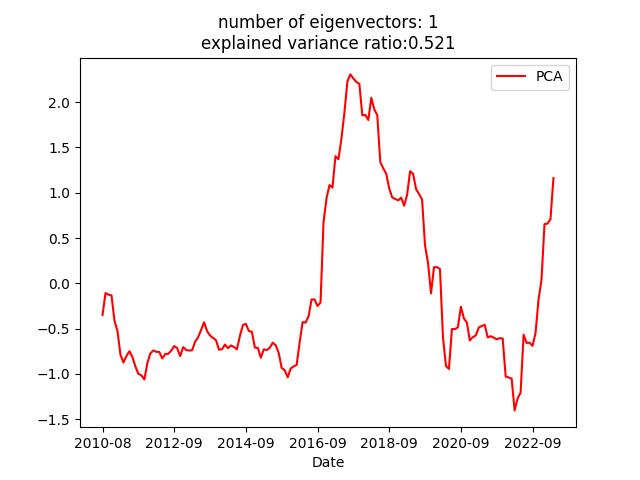 number of eigenvectors: 1
explained variance ratio:0.521
PCA
2.0
1.5
1.0
0.5
0.0
−0.5
−1.0
−1.5
2010-08 2012-09 2014-09 2016-09 2018-09 2020-09 2022-09
Date